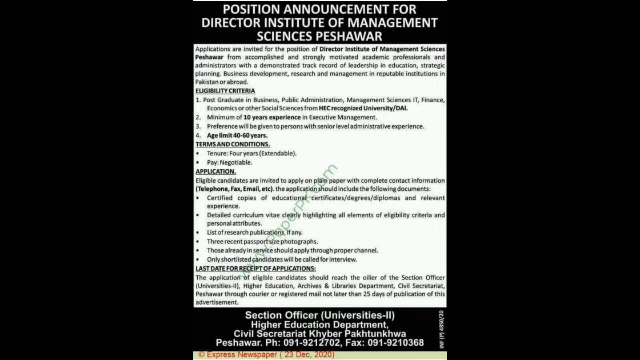 POSITION ANNOUNCEMENT FOR
DIRECTOR INSTITUTE OF MANAGEMENT
SCIENCES PESHAWAR
Applications are invited for the position of Director Institute of Management Sciences
Peshawar from accomplished and strongly motivated academic professionals and
administrators with a demonstrated track record of leadership in education, strategic
planning. Business development, research and management in reputable institutions in
Pakistan or abroad.
ELIGIBILITY CRITERIA
1. Post Graduate in Business, Public Administration, Management Sciences IT, Finance,
Economics or other Social Sciences from HEC recognized University/DAI.
2. Minimum of 10 years experience in Executive Management.
3. Preference will be given to persons with senior level administrative experience.
4. Age limit 40-60 years.
TERMS AND CONDITIONS.
• Tenure: Four years (Extendable).
• Pay: Negotiable.
APPLICATION.
Eligible candidates are invited to apply on plain paper with complete contact information
(Telephone, Fax, Email, etc). the application should include the following documents:
• Certified copies of educational certificates/degrees/diplomas and relevant
experience.
• Detailed curriculum vitae clearly highlighting all elements of eligibility criteria and
personal attributes.
• List of research publications, if any.
• Three recent passport size photographs.
• Those already in service should apply through proper channel.
• Only shortlisted candidates will be called for interview.
LAST DATE FOR RECEIPT OF APPLICATIONS:
The application of eligible candidates should reach the oilier of the Section Officer
(Universities-II), Higher Education, Archives & Libraries Department, Civil Secretariat,
Peshawar through courier or registered mail not later than 25 days of publication of this
advertisement.
Section Officer (Universities-II)
Higher Education Department,
Civil Secretariat Khyber Pakhtunkhwa
Peshawar. Ph: 091-9212702, Fax: 091-9210368
INF (P) 4950/20
© Express Newspaper ( 23 Dec, 2020)